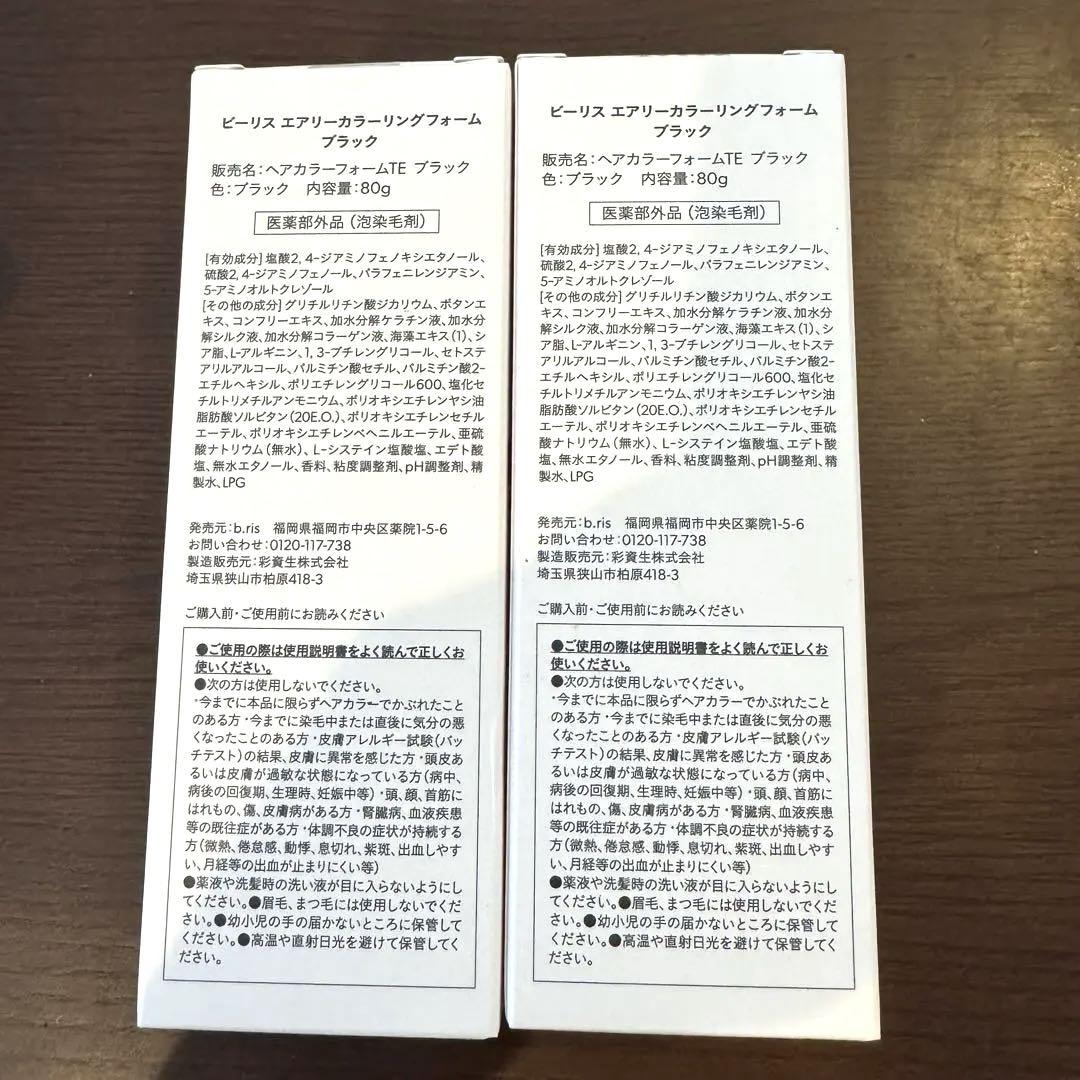 ビーリス エアリーカラーリングフォーム
ブラック
販売名：ヘアカラーフォームTE ブラック
色：ブラック 内容量：80g
医薬部外品（泡染毛剤）
[有効成分] 塩酸2, 4-ジアミノフェノキシエタノール、
硫酸2, 4-ジアミノフェノール、パラフェニレンジアミン、
5-アミノオルトクレゾール
[その他の成分] グリチルリチン酸ジカリウム、ボタンエ
キス、コンフリーエキス、加水分解ケラチン液、加水分
解シルク液、加水分解コラーゲン液、海藻エキス（1）、シ
ア脂、L-アルギニン、1, 3-ブチレングリコール、セトステ
アリルアルコール、パルミチン酸セチル、パルミチン酸2-
エチルヘキシル、ポリエチレングリコール600、塩化セ
チルトリメチルアンモニウム、ポリオキシエチレンヤシ油
脂肪酸ソルビタン（20E.O.）、ポリオキシエチレンセチル
エーテル、ポリオキシエチレンベヘニルエーテル、亜硫
酸ナトリウム（無水）、L-システイン塩酸塩、エデト酸
塩、無水エタノール、香料、粘度調整剤、pH調整剤、精
製水、LPG
発売元：b.ris 福岡県福岡市中央区薬院1-5-6
お問い合わせ：0120-117-738
製造販売元：彩資生株式会社
埼玉県狭山市柏原418-3
ご購入前・ご使用前にお読みください
●ご使用の際は使用説明書をよく読んで正しくお
使いください。
●次の方は使用しないでください。
・今までに本品に限らずヘアカラーでかぶれたこと
のある方 ・今までに染毛中または直後に気分の悪
くなったことのある方 ・皮膚アレルギー試験（パッ
チテスト）の結果、皮膚に異常を感じた方 ・頭皮あ
るいは皮膚が過敏な状態になっている方（病中、
病後の回復期、生理時、妊娠中等） ・頭、顔、首筋に
はれもの、傷、皮膚病がある方 ・腎臓病、血液疾患
等の既往症がある方 ・体調不良の症状が持続する
方（微熱、倦怠感、動悸、息切れ、紫斑、出血しやす
い、月経等の出血が止まりにくい等）
●薬液や洗髪時の洗い液が目に入らないようにし
てください。●眉毛、まつ毛には使用しないでくだ
さい。●幼小児の手の届かないところに保管して
ください。●高温や直射日光を避けて保管してく
ださい。
ビーリス エアリーカラーリングフォーム
ブラック
販売名：ヘアカラーフォームTE ブラック
色：ブラック 内容量：80g
医薬部外品（泡染毛剤）
[有効成分] 塩酸2, 4-ジアミノフェノキシエタノール、
硫酸2, 4-ジアミノフェノール、パラフェニレンジアミン、
5-アミノオルトクレゾール
[その他の成分] グリチルリチン酸ジカリウム、ボタンエ
キス、コンフリーエキス、加水分解ケラチン液、加水分
解シルク液、加水分解コラーゲン液、海藻エキス（1）、シ
ア脂、L-アルギニン、1, 3-ブチレングリコール、セトステ
アリルアルコール、パルミチン酸セチル、パルミチン酸2-
エチルヘキシル、ポリエチレングリコール600、塩化セ
チルトリメチルアンモニウム、ポリオキシエチレンヤシ油
脂肪酸ソルビタン（20E.O.）、ポリオキシエチレンセチル
エーテル、ポリオキシエチレンベヘニルエーテル、亜硫
酸ナトリウム（無水）、L-システイン塩酸塩、エデト酸
塩、無水エタノール、香料、粘度調整剤、pH調整剤、精
製水、LPG
発売元：b.ris 福岡県福岡市中央区薬院1-5-6
お問い合わせ：0120-117-738
製造販売元：彩資生株式会社
埼玉県狭山市柏原418-3
ご購入前・ご使用前にお読みください
●ご使用の際は使用説明書をよく読んで正しくお
使いください。
●次の方は使用しないでください。
・今までに本品に限らずヘアカラーでかぶれたこと
のある方 ・今までに染毛中または直後に気分の悪
くなったことのある方 ・皮膚アレルギー試験（パッ
チテスト）の結果、皮膚に異常を感じた方 ・頭皮あ
るいは皮膚が過敏な状態になっている方（病中、
病後の回復期、生理時、妊娠中等） ・頭、顔、首筋に
はれもの、傷、皮膚病がある方 ・腎臓病、血液疾患
等の既往症がある方 ・体調不良の症状が持続する
方（微熱、倦怠感、動悸、息切れ、紫斑、出血しやす
い、月経等の出血が止まりにくい等）
●薬液や洗髪時の洗い液が目に入らないようにし
てください。●眉毛、まつ毛には使用しないでくだ
さい。●幼小児の手の届かないところに保管して
ください。●高温や直射日光を避けて保管してく
ださい。